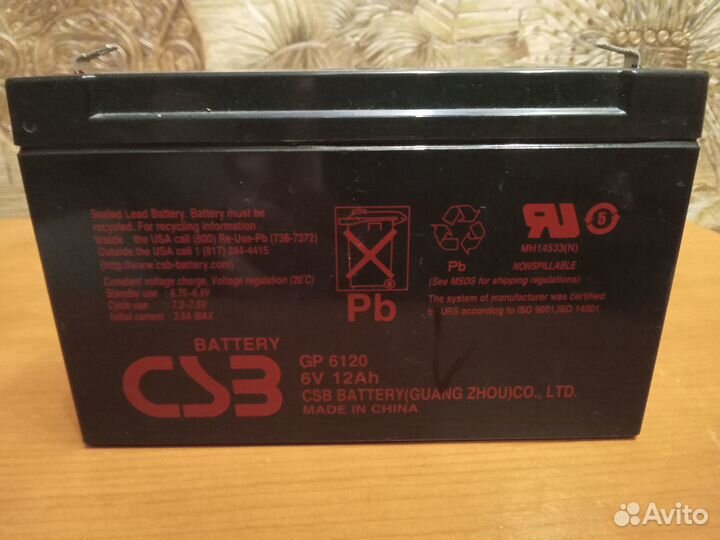 Sealed Lead Battery. Battery must be
recycled. For recycling information
Inside the USA call (800) Re-Use-Pb (738-7372)
Outside the USA call 1 (817) 244-4415
(http://www.csb-battery.com)
Constant voltage charge. Voltage regulation (20°C)
Standby use : 6.75-6.9V
Cycle use : 7.2-7.5V
Initial current : 3.6A MAX.
Pb
Pb
RU
5
MH14533(N)
NONSPILLABLE
(See MSDS for shipping regulations)
The system of manufacturer was certified
b URS according to ISO 9001,ISO 14001
BATTERY
CSB
GP 6120
6V 12Ah
CSB BATTERY(GUANG ZHOU)CO., LTD.
MADE IN CHINA
Avito